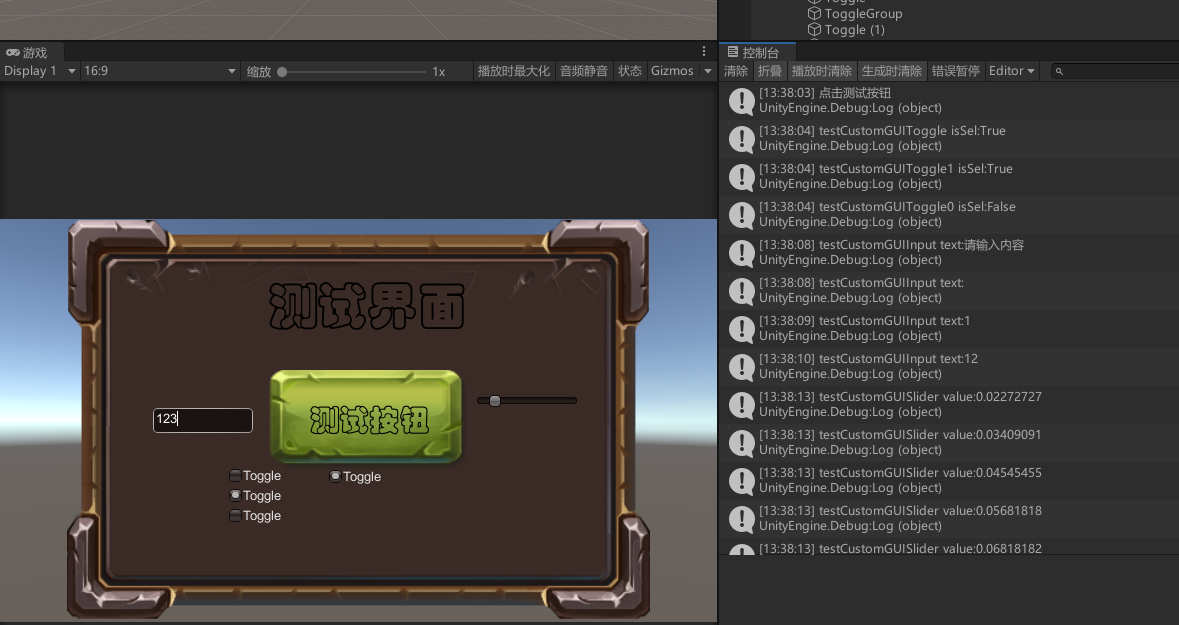 Toggle
ToggleGroup
Toggle (1)
游戏
Display 1
16:9
缩放
1x
播放时最大化
音频静音
状态
Gizmos
测试界面
测试按钮
123
Toggle
Toggle
Toggle
Toggle
控制台
清除
折叠
播放时清除
生成时清除
错误暂停
Editor
[13:38:03] 点击测试按钮
UnityEngine.Debug:Log (object)
[13:38:04] testCustomGUIToggle isSel:True
UnityEngine.Debug:Log (object)
[13:38:04] testCustomGUIToggle1 isSel:True
UnityEngine.Debug:Log (object)
[13:38:04] testCustomGUIToggle0 isSel:False
UnityEngine.Debug:Log (object)
[13:38:08] testCustomGUIInput text:请输入内容
UnityEngine.Debug:Log (object)
[13:38:08] testCustomGUIInput text:
UnityEngine.Debug:Log (object)
[13:38:09] testCustomGUIInput text:1
UnityEngine.Debug:Log (object)
[13:38:10] testCustomGUIInput text:12
UnityEngine.Debug:Log (object)
[13:38:13] testCustomGUISlider value:0.02272727
UnityEngine.Debug:Log (object)
[13:38:13] testCustomGUISlider value:0.03409091
UnityEngine.Debug:Log (object)
[13:38:13] testCustomGUISlider value:0.04545455
UnityEngine.Debug:Log (object)
[13:38:13] testCustomGUISlider value:0.05681818
UnityEngine.Debug:Log (object)
[13:38:13] testCustomGUISlider value:0.06818182